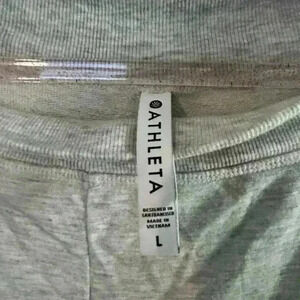 ATHLETA
DESIGNED IN
SAN FRANCISCO
MADE IN
VIETNAM
L